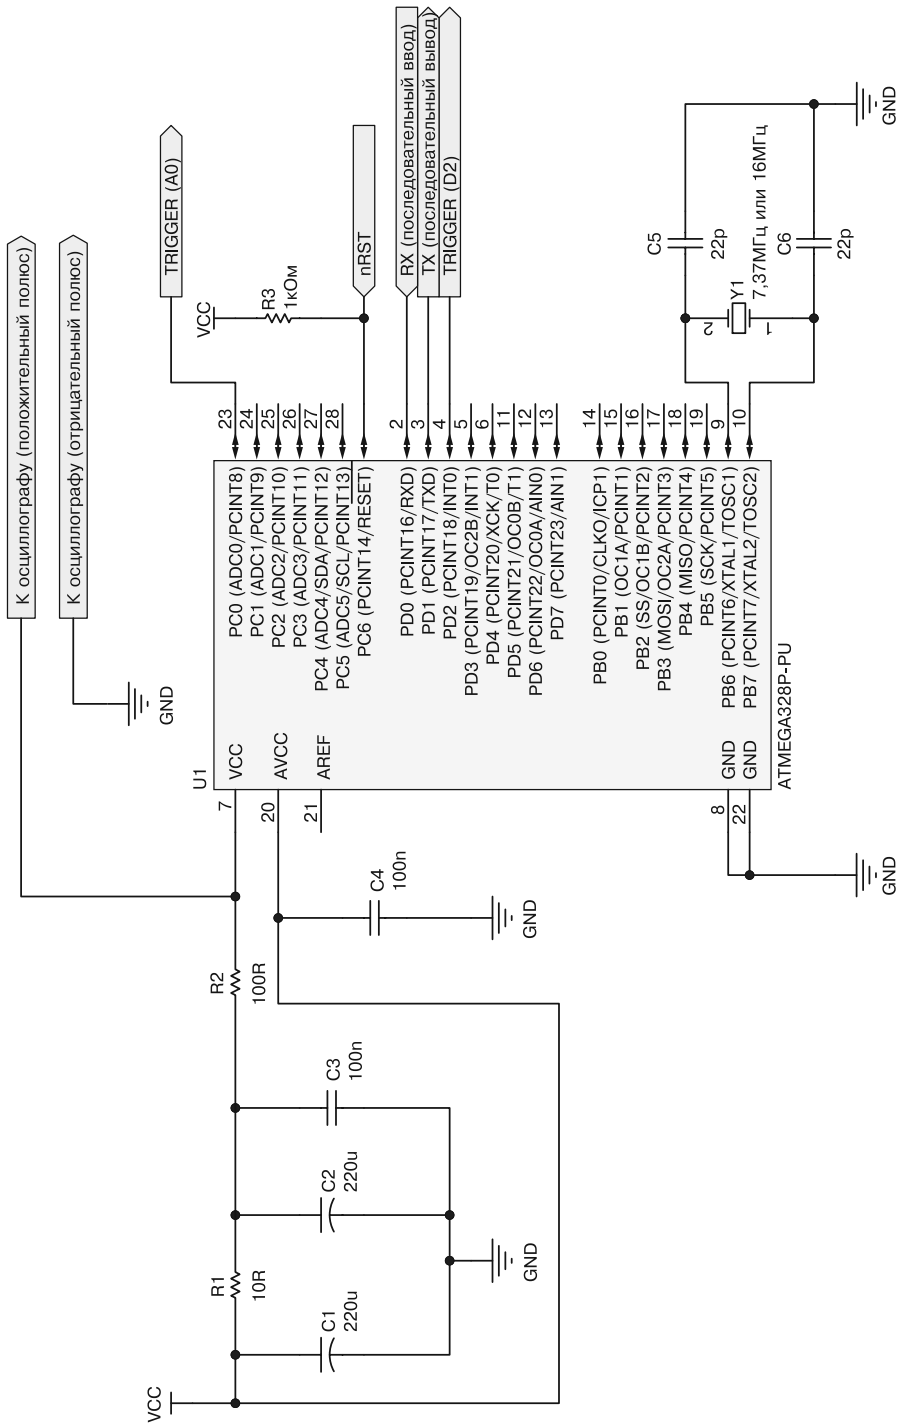 К осциллографу (положительный полюс)
К осциллографу (отрицательный полюс)
GND
TRIGGER (A0)
VCC
R3
1кОм
nRST
RX (последовательный ввод)
TX (последовательный вывод)
TRIGGER (D2)
C5
22p
Y1
7,37МГц или 16МГц
2
1
C6
22p
GND
U1
ATMEGA328P-PU
7
VCC
20
AVCC
21
AREF
8
GND
22
GND
23
PC0 (ADC0/PCINT8)
24
PC1 (ADC1/PCINT9)
25
PC2 (ADC2/PCINT10)
26
PC3 (ADC3/PCINT11)
27
PC4 (ADC4/SDA/PCINT12)
28
PC5 (ADC5/SCL/PCINT13)
PC6 (PCINT14/RESET)
2
PD0 (PCINT16/RXD)
3
PD1 (PCINT17/TXD)
4
PD2 (PCINT18/INT0)
5
PD3 (PCINT19/OC2B/INT1)
6
PD4 (PCINT20/XCK/T0)
11
PD5 (PCINT21/OC0B/T1)
12
PD6 (PCINT22/OC0A/AIN0)
13
PD7 (PCINT23/AIN1)
14
PB0 (PCINT0/CLKO/ICP1)
15
PB1 (OC1A/PCINT1)
16
PB2 (SS/OC1B/PCINT2)
17
PB3 (MOSI/OC2A/PCINT3)
18
PB4 (MISO/PCINT4)
19
PB5 (SCK/PCINT5)
9
PB6 (PCINT6/XTAL1/TOSC1)
10
PB7 (PCINT7/XTAL2/TOSC2)
GND
C4
100n
GND
R2
100R
C3
100n
C2
220u
R1
10R
C1
220u
GND
VCC